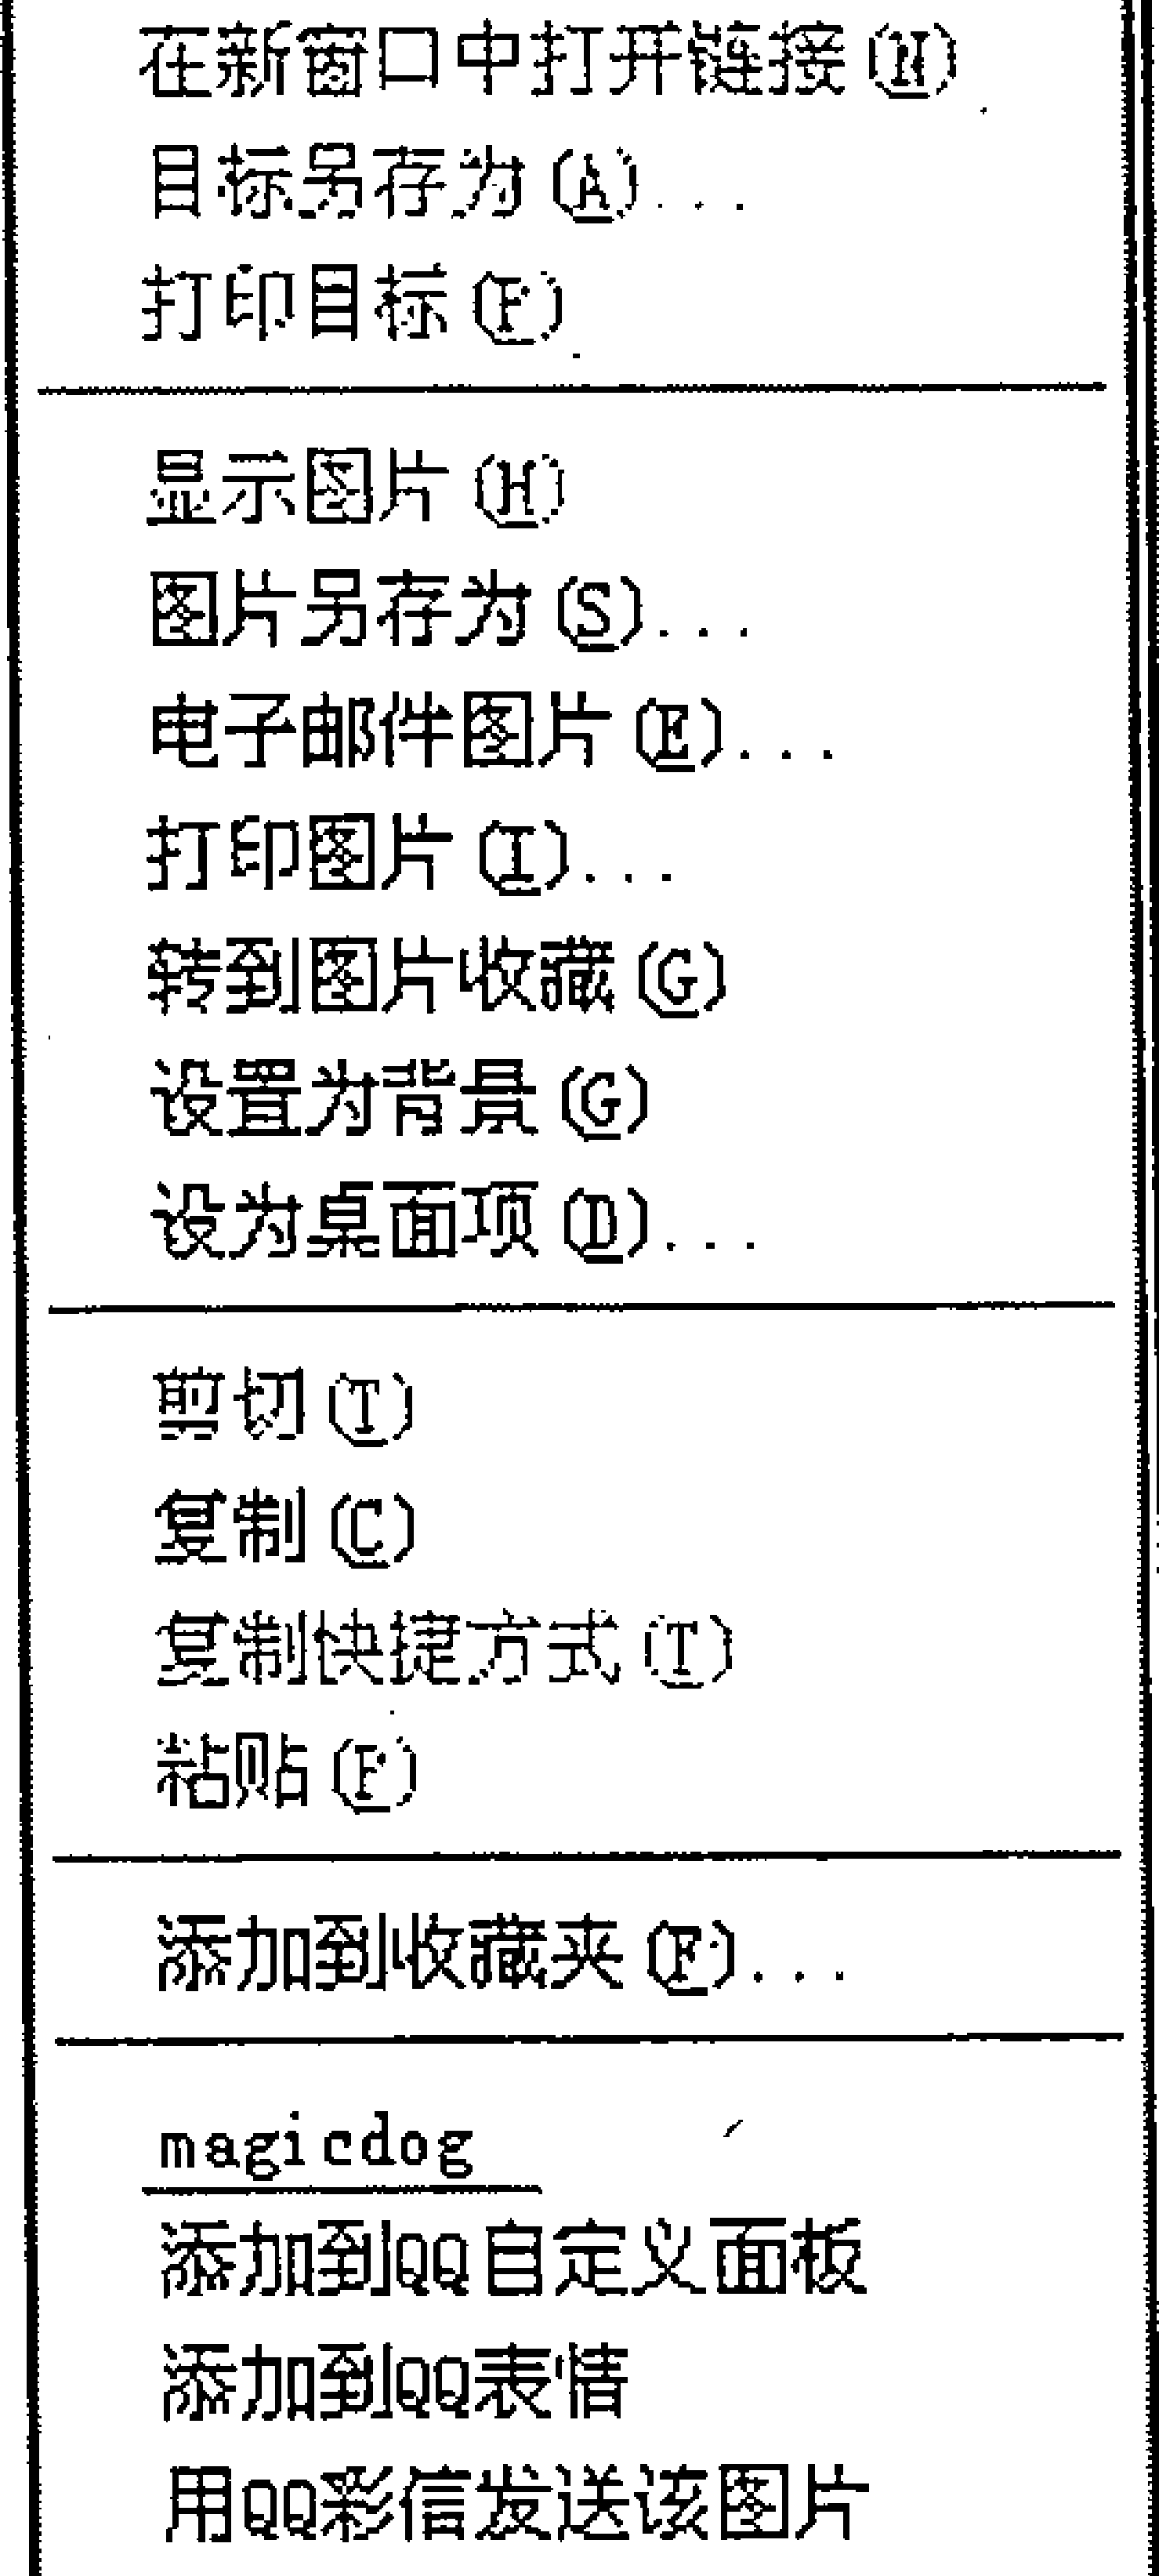 在新窗口中打开链接(N)
目标另存为(A)...
打印目标(P)
显示图片(H)
图片另存为(S)...
电子邮件图片(E)...
打印图片(I)...
转到图片收藏(G)
设置为背景(G)
设为桌面项(D)...
剪切(T)
复制(C)
复制快捷方式(T)
粘贴(P)
添加到收藏夹(F)...
magicdog
添加到QQ自定义面板
添加到QQ表情
用QQ彩信发送该图片